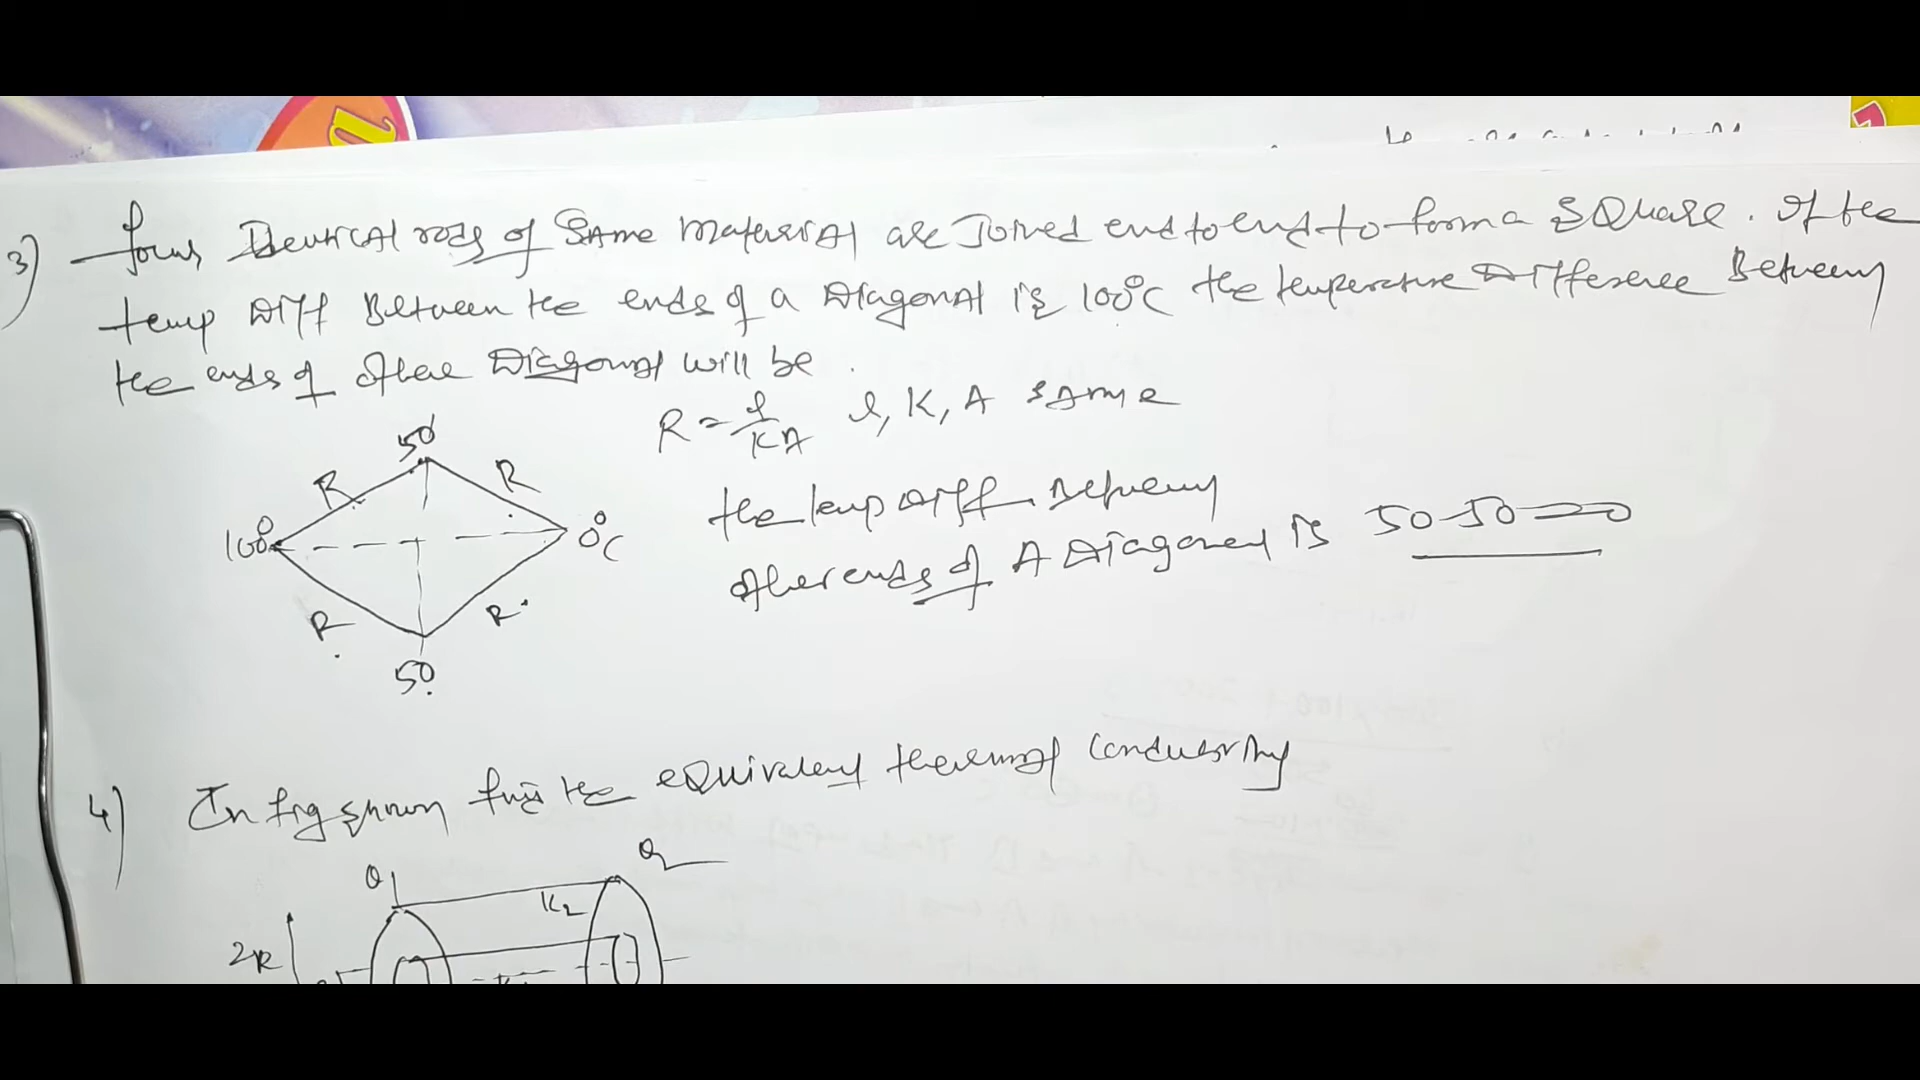 3) four Identical rods of Same material are Joined end to end to form a SQuare. If the
temp Diff Between the ends of a Diagonal is 100°C the temperature Difference Between
the ends of other Diagonal will be .
R = l/KA l, K, A same
50
R R
100° 0°C
R R
50
the temp Diff. Between
other ends of A Diagonal is 50-50=0
4) In fig shown find the equivalent thermal conductivity
θ1 θ2
K2
2R